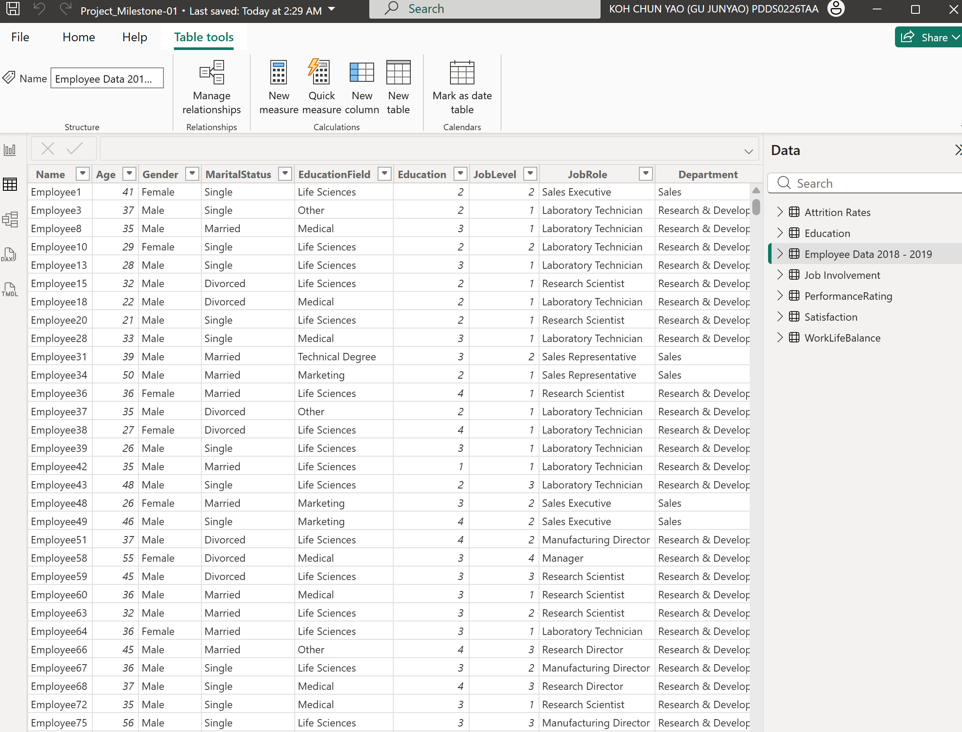 Project_Milestone-01 • Last saved: Today at 2:29 AM
Search
KOH CHUN YAO (GU JUNYAO) PDDS0226TAA
File Home Help Table tools
Share
Name Employee Data 201...
Manage relationships
New measure
Quick measure
New column
New table
Mark as date table
Structure Relationships Calculations Calendars
Data
Search
Attrition Rates
Education
Employee Data 2018 - 2019
Job Involvement
PerformanceRating
Satisfaction
WorkLifeBalance
DAX
TMDL
Name Age Gender MaritalStatus EducationField Education JobLevel JobRole Department
Employee1 41 Female Single Life Sciences 2 2 Sales Executive Sales
Employee3 37 Male Single Other 2 1 Laboratory Technician Research & Develop
Employee8 35 Male Married Medical 3 1 Laboratory Technician Research & Develop
Employee10 29 Female Single Life Sciences 2 2 Laboratory Technician Research & Develop
Employee13 28 Male Single Life Sciences 3 1 Laboratory Technician Research & Develop
Employee15 32 Male Divorced Life Sciences 2 1 Research Scientist Research & Develop
Employee18 22 Male Divorced Medical 2 1 Laboratory Technician Research & Develop
Employee20 21 Male Single Life Sciences 2 1 Research Scientist Research & Develop
Employee28 33 Male Single Medical 3 1 Laboratory Technician Research & Develop
Employee31 39 Male Married Technical Degree 3 2 Sales Representative Sales
Employee34 50 Male Married Marketing 2 1 Sales Representative Sales
Employee36 36 Female Married Life Sciences 4 1 Research Scientist Research & Develop
Employee37 35 Male Divorced Other 2 1 Laboratory Technician Research & Develop
Employee38 27 Female Divorced Life Sciences 4 1 Laboratory Technician Research & Develop
Employee39 26 Male Single Life Sciences 3 1 Laboratory Technician Research & Develop
Employee42 35 Male Married Life Sciences 1 1 Laboratory Technician Research & Develop
Employee43 48 Male Single Life Sciences 2 3 Laboratory Technician Research & Develop
Employee48 26 Female Married Marketing 3 2 Sales Executive Sales
Employee49 46 Male Single Marketing 4 2 Sales Executive Sales
Employee51 37 Male Divorced Life Sciences 4 2 Manufacturing Director Research & Develop
Employee58 55 Female Divorced Medical 3 4 Manager Research & Develop
Employee59 45 Male Divorced Life Sciences 3 3 Research Scientist Research & Develop
Employee60 36 Male Married Medical 3 1 Research Scientist Research & Develop
Employee63 32 Male Married Life Sciences 3 2 Research Scientist Research & Develop
Employee64 36 Female Married Life Sciences 3 1 Laboratory Technician Research & Develop
Employee66 45 Male Married Other 4 3 Research Director Research & Develop
Employee67 36 Male Single Life Sciences 3 2 Manufacturing Director Research & Develop
Employee68 37 Male Single Medical 4 3 Research Director Research & Develop
Employee72 35 Male Single Medical 3 1 Research Scientist Research & Develop
Employee75 56 Male Single Life Sciences 3 3 Manufacturing Director Research & Develop